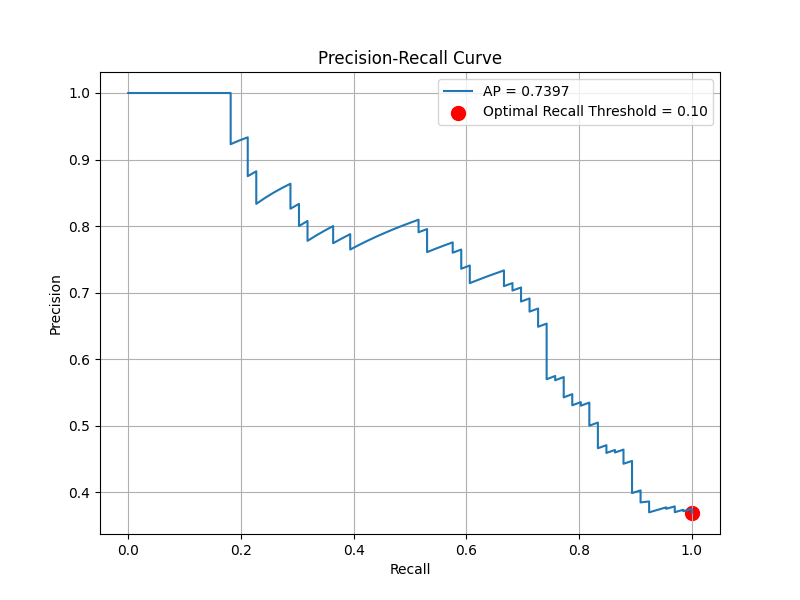 Precision-Recall Curve
AP = 0.7397
Optimal Recall Threshold = 0.10
Precision
1.0
0.9
0.8
0.7
0.6
0.5
0.4
0.0 0.2 0.4 0.6 0.8 1.0
Recall